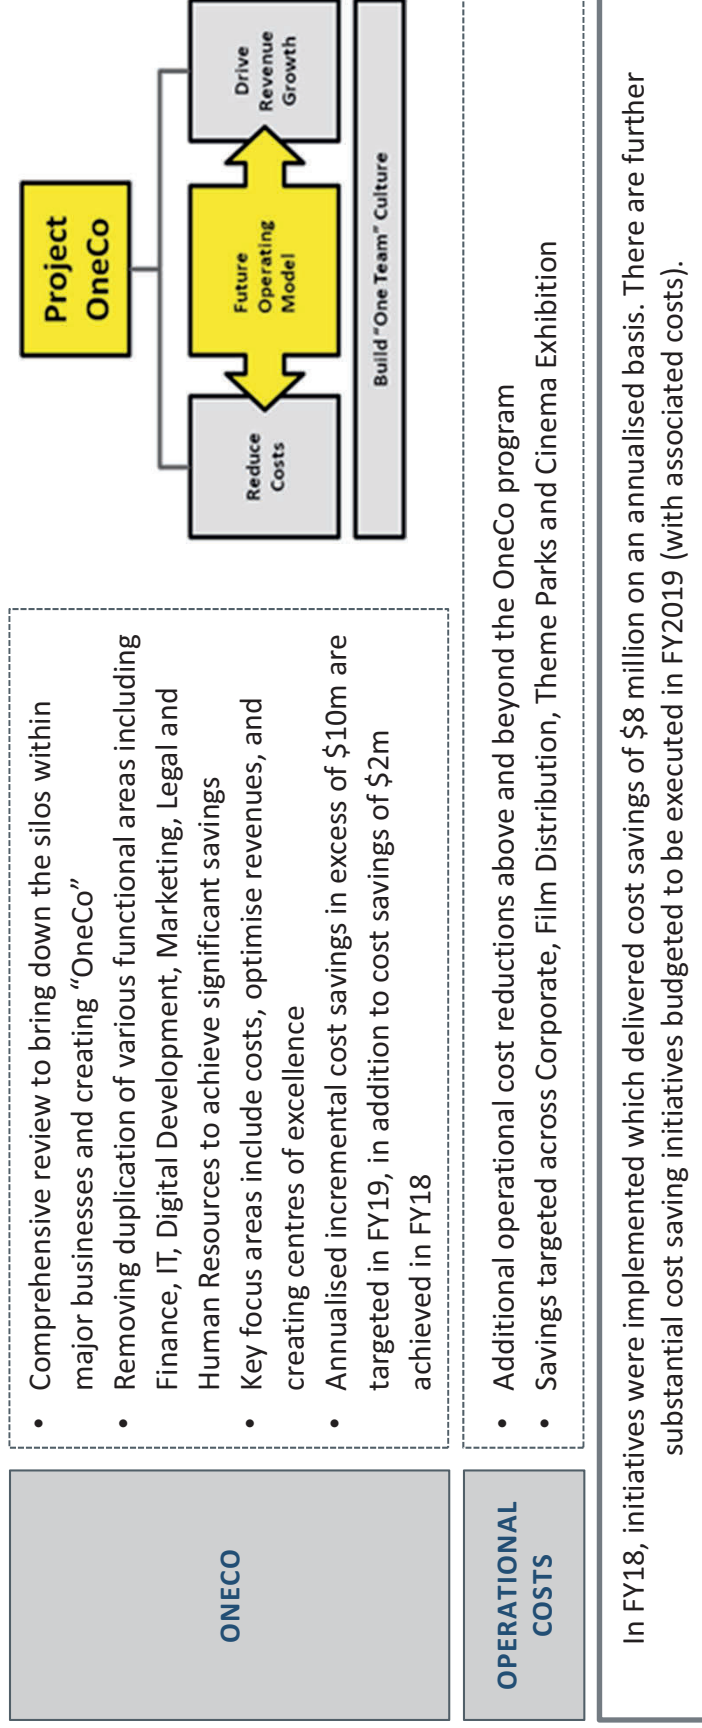 ONECO
• Comprehensive review to bring down the silos within
major businesses and creating “OneCo”
• Removing duplication of various functional areas including
Finance, IT, Digital Development, Marketing, Legal and
Human Resources to achieve significant savings
• Key focus areas include costs, optimise revenues, and
creating centres of excellence
• Annualised incremental cost savings in excess of $10m are
targeted in FY19, in addition to cost savings of $2m
achieved in FY18
Project
OneCo
Reduce
Costs
Future
Operating
Model
Drive
Revenue
Growth
Build “One Team” Culture
OPERATIONAL
COSTS
• Additional operational cost reductions above and beyond the OneCo program
• Savings targeted across Corporate, Film Distribution, Theme Parks and Cinema Exhibition
In FY18, initiatives were implemented which delivered cost savings of $8 million on an annualised basis. There are further
substantial cost saving initiatives budgeted to be executed in FY2019 (with associated costs).